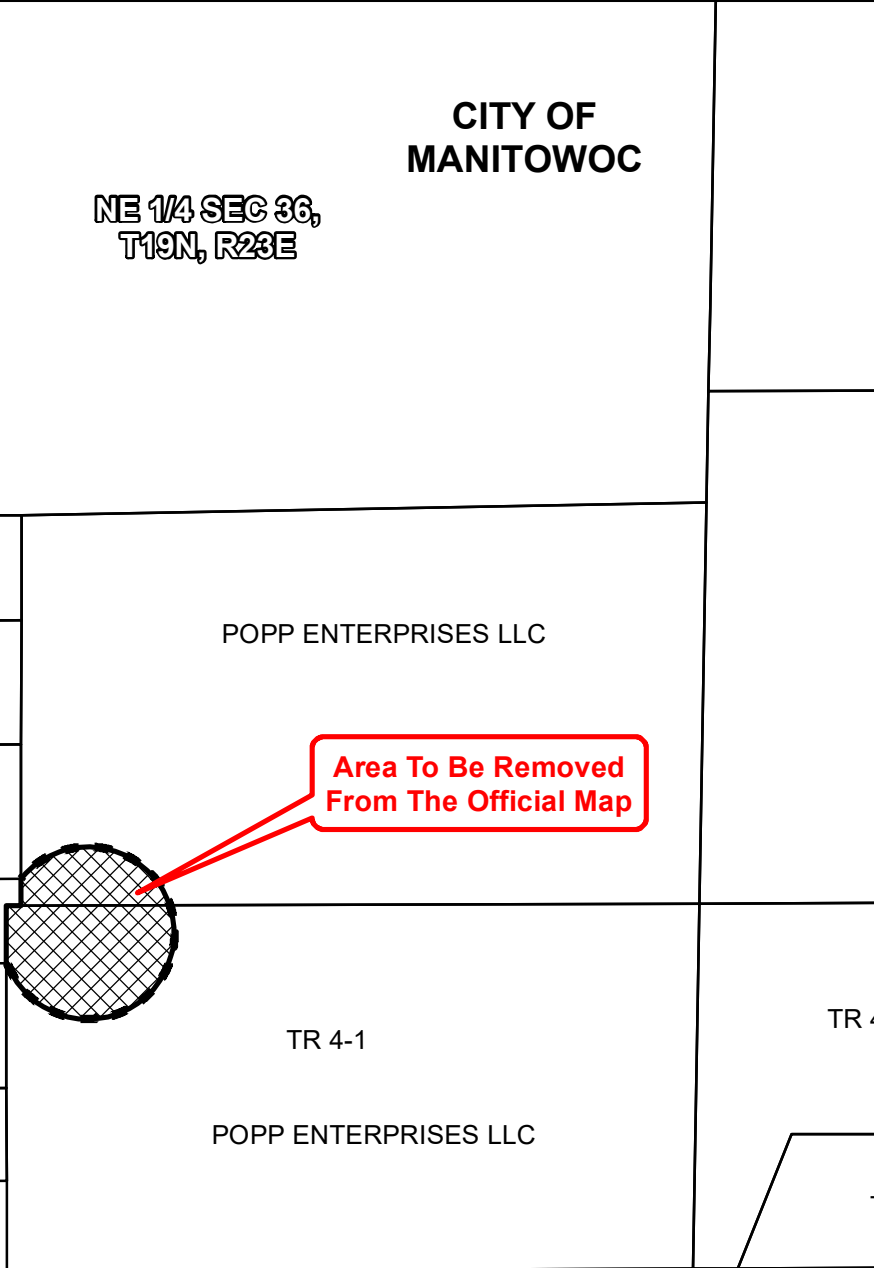 CITY OF
MANITOWOC
NE 1/4 SEC 36,
T19N, R23E
POPP ENTERPRISES LLC
Area To Be Removed
From The Official Map
TR 4-1
TR
POPP ENTERPRISES LLC